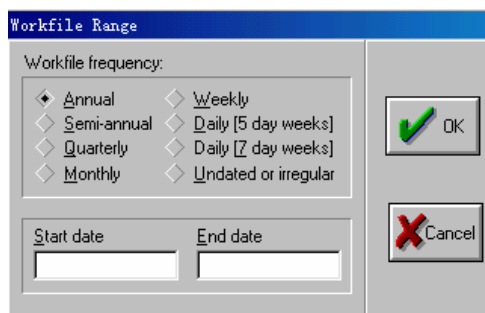 Workfile Range
Workfile frequency:
Annual Weekly
Semi-annual Daily [5 day weeks]
Quarterly Daily [7 day weeks]
Monthly Undated or irregular
OK
Start date End date
Cancel